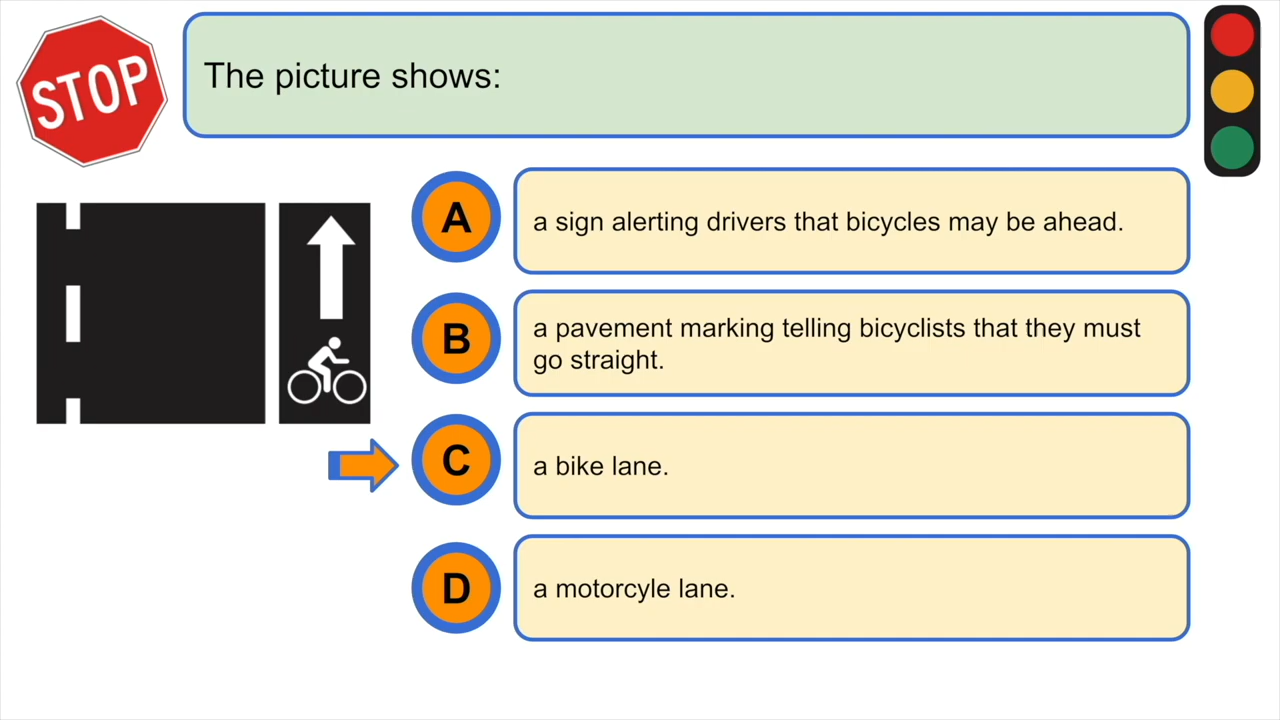 STOP
The picture shows:
A
a sign alerting drivers that bicycles may be ahead.
B
a pavement marking telling bicyclists that they must
go straight.
C
a bike lane.
D
a motorcyle lane.